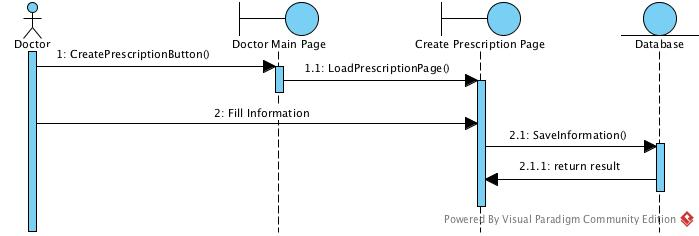 Doctor
Doctor Main Page
Create Prescription Page
Database
1: CreatePrescriptionButton()
1.1: LoadPrescriptionPage()
2: Fill Information
2.1: SaveInformation()
2.1.1: return result
Powered By Visual Paradigm Community Edition